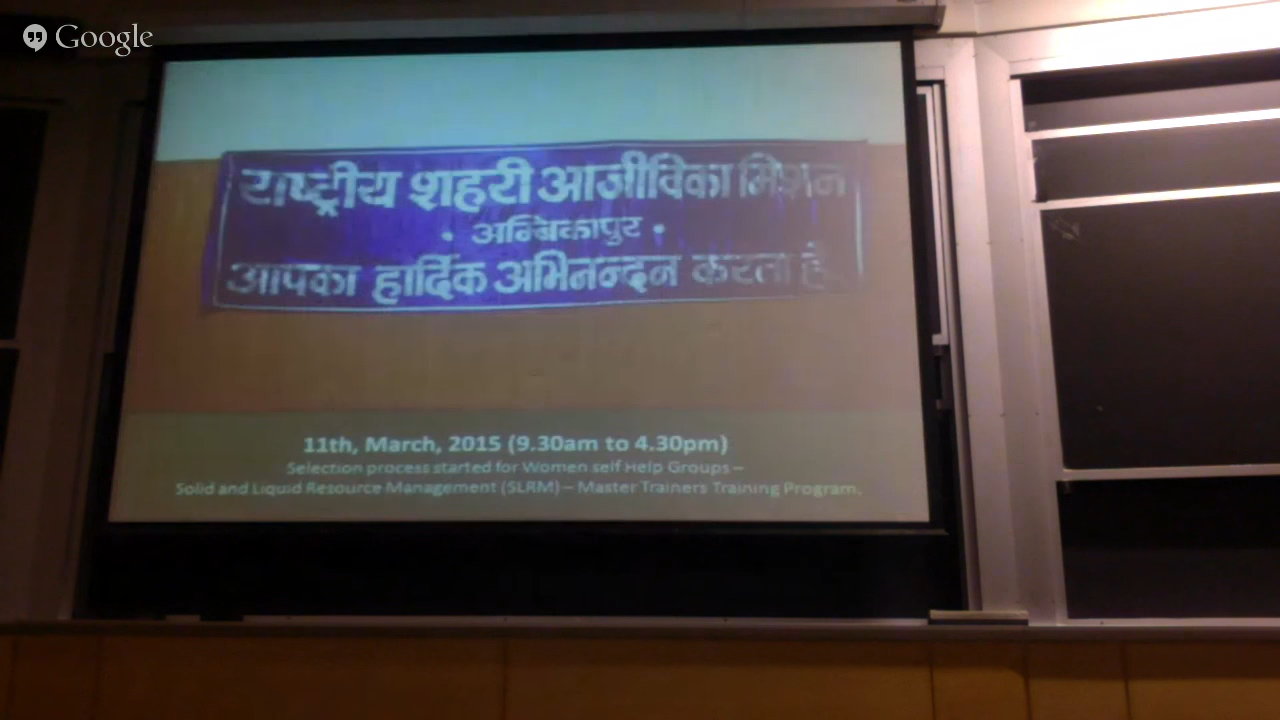 Google
राष्ट्रीय शहरी आजीविका मिशन
• अम्बिकापुर •
आपका हार्दिक अभिनन्दन करता है
11th, March, 2015 (9.30am to 4.30pm)
Selection process started for Women self Help Groups –
Solid and Liquid Resource Management (SLRM) – Master Trainers Training Program.